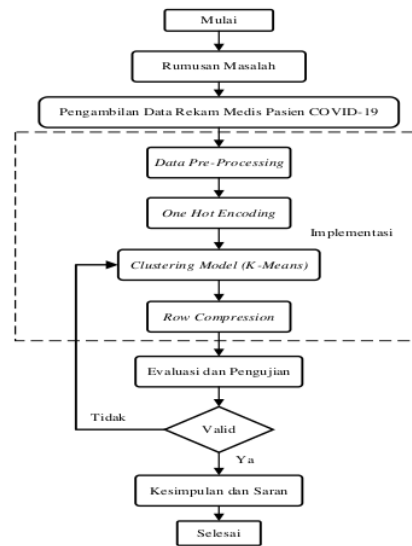 Mulai
Rumusan Masalah
Pengambilan Data Rekam Medis Pasien COVID-19
Data Pre-Processing
One Hot Encoding
Implementasi
Clustering Model (K-Means)
Row Compression
Evaluasi dan Pengujian
Tidak
Valid
Ya
Kesimpulan dan Saran
Selesai